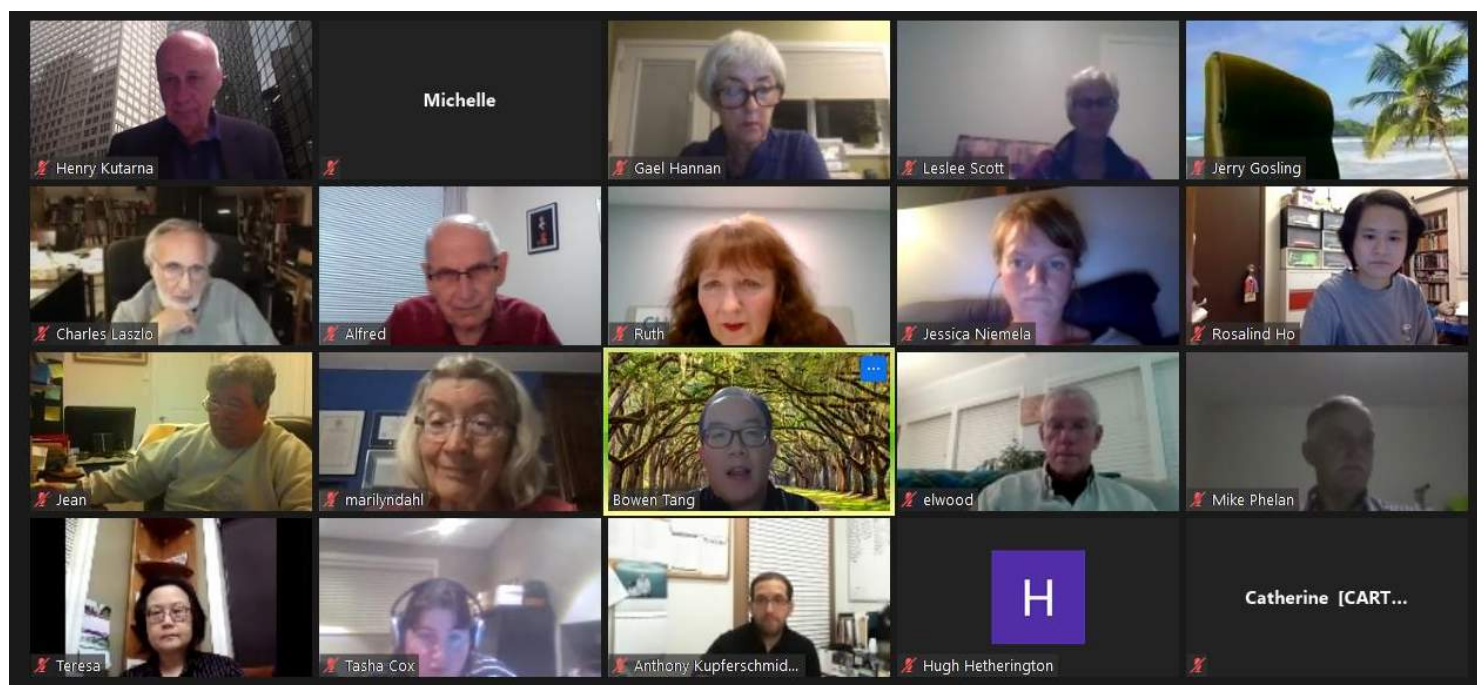 Michelle
Henry Kutarna
Gael Hannan
Leslee Scott
Jerry Gosling
Charles Laszlo
Alfred
Ruth
Jessica Niemela
Rosalind Ho
Jean
marilyndahl
Bowen Tang
elwood
Mike Phelan
H
Catherine [CART...
Teresa
Tasha Cox
Anthony Kupferschmid...
Hugh Hetherington